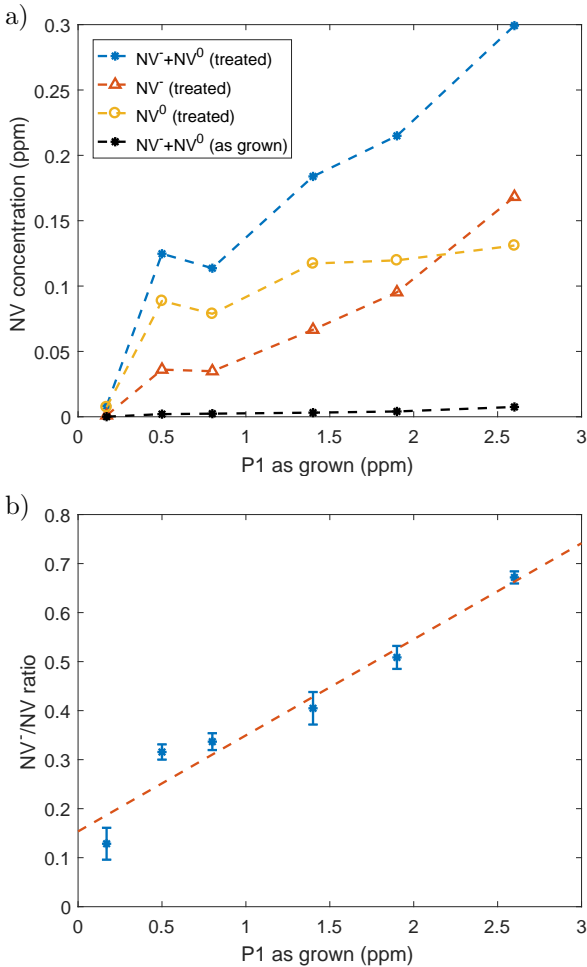 a)
0.3
0.25
0.2
0.15
0.1
0.05
0
NV concentration (ppm)
NV⁻+NV⁰ (treated)
NV⁻ (treated)
NV⁰ (treated)
NV⁻+NV⁰ (as grown)
0 0.5 1 1.5 2 2.5 3
P1 as grown (ppm)
b)
0.8
0.7
0.6
0.5
0.4
0.3
0.2
0.1
0
NV⁻/NV ratio
0 0.5 1 1.5 2 2.5 3
P1 as grown (ppm)